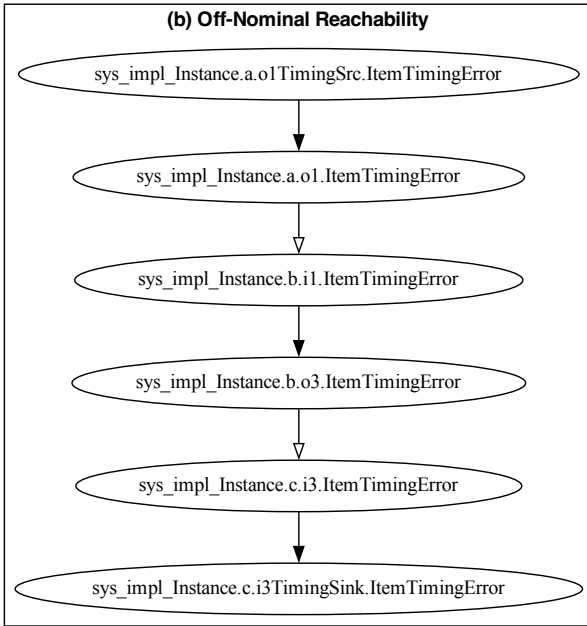 (b) Off-Nominal Reachability
sys_impl_Instance.a.o1TimingSrc.ItemTimingError
sys_impl_Instance.a.o1.ItemTimingError
sys_impl_Instance.b.i1.ItemTimingError
sys_impl_Instance.b.o3.ItemTimingError
sys_impl_Instance.c.i3.ItemTimingError
sys_impl_Instance.c.i3TimingSink.ItemTimingError